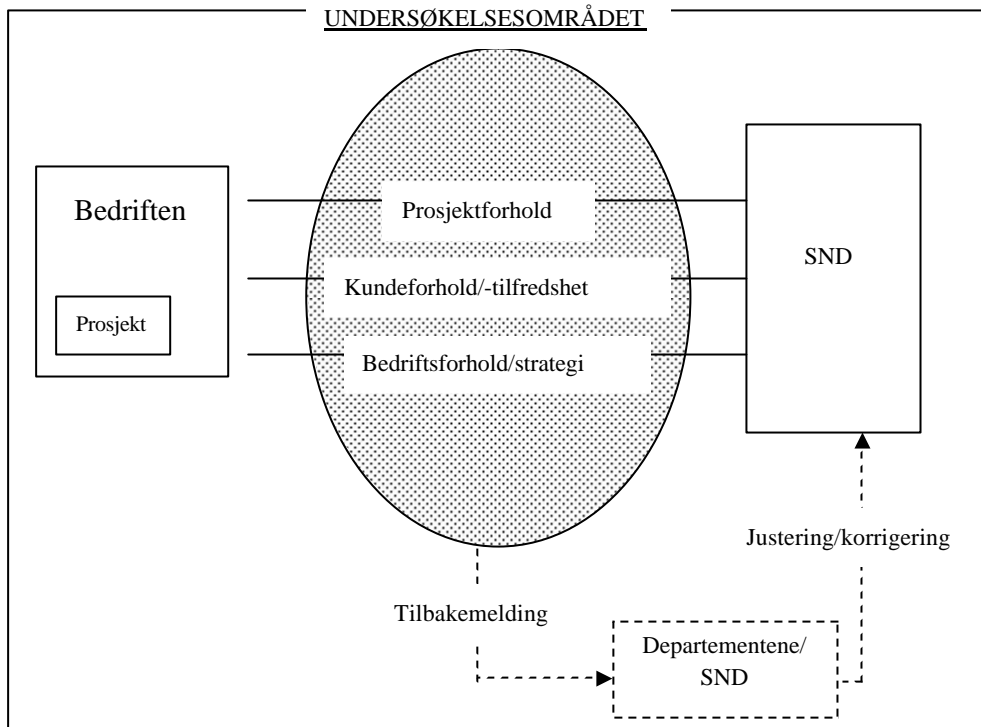 UNDERSØKELSESOMRÅDET
Bedriften
Prosjekt
Prosjektforhold
Kundeforhold/-tilfredshet
Bedriftsforhold/strategi
SND
Justering/korrigering
Tilbakemelding
Departementene/
SND